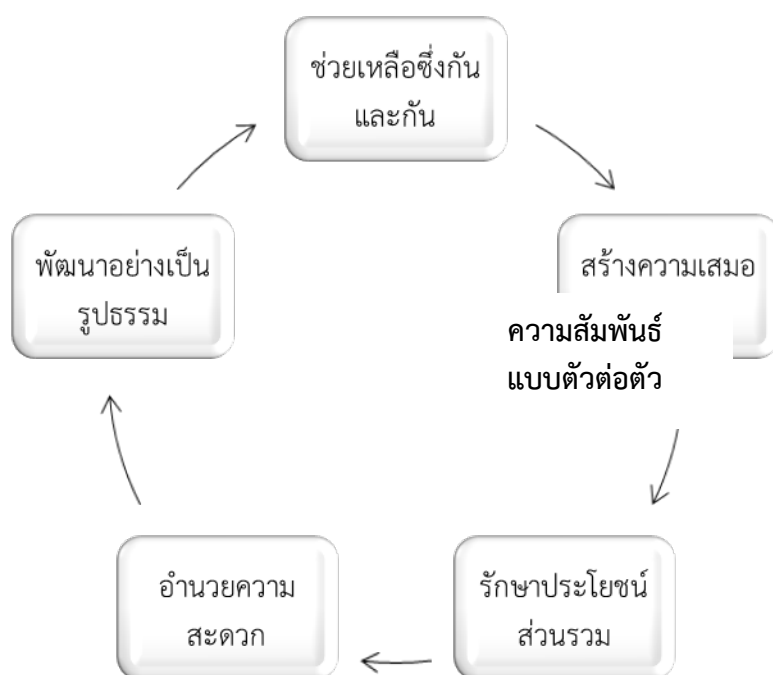 ช่วยเหลือซึ่งกัน
และกัน
สร้างความเสมอ
ความสัมพันธ์
แบบตัวต่อตัว
รักษาประโยชน์
ส่วนรวม
อำนวยความ
สะดวก
พัฒนาอย่างเป็น
รูปธรรม